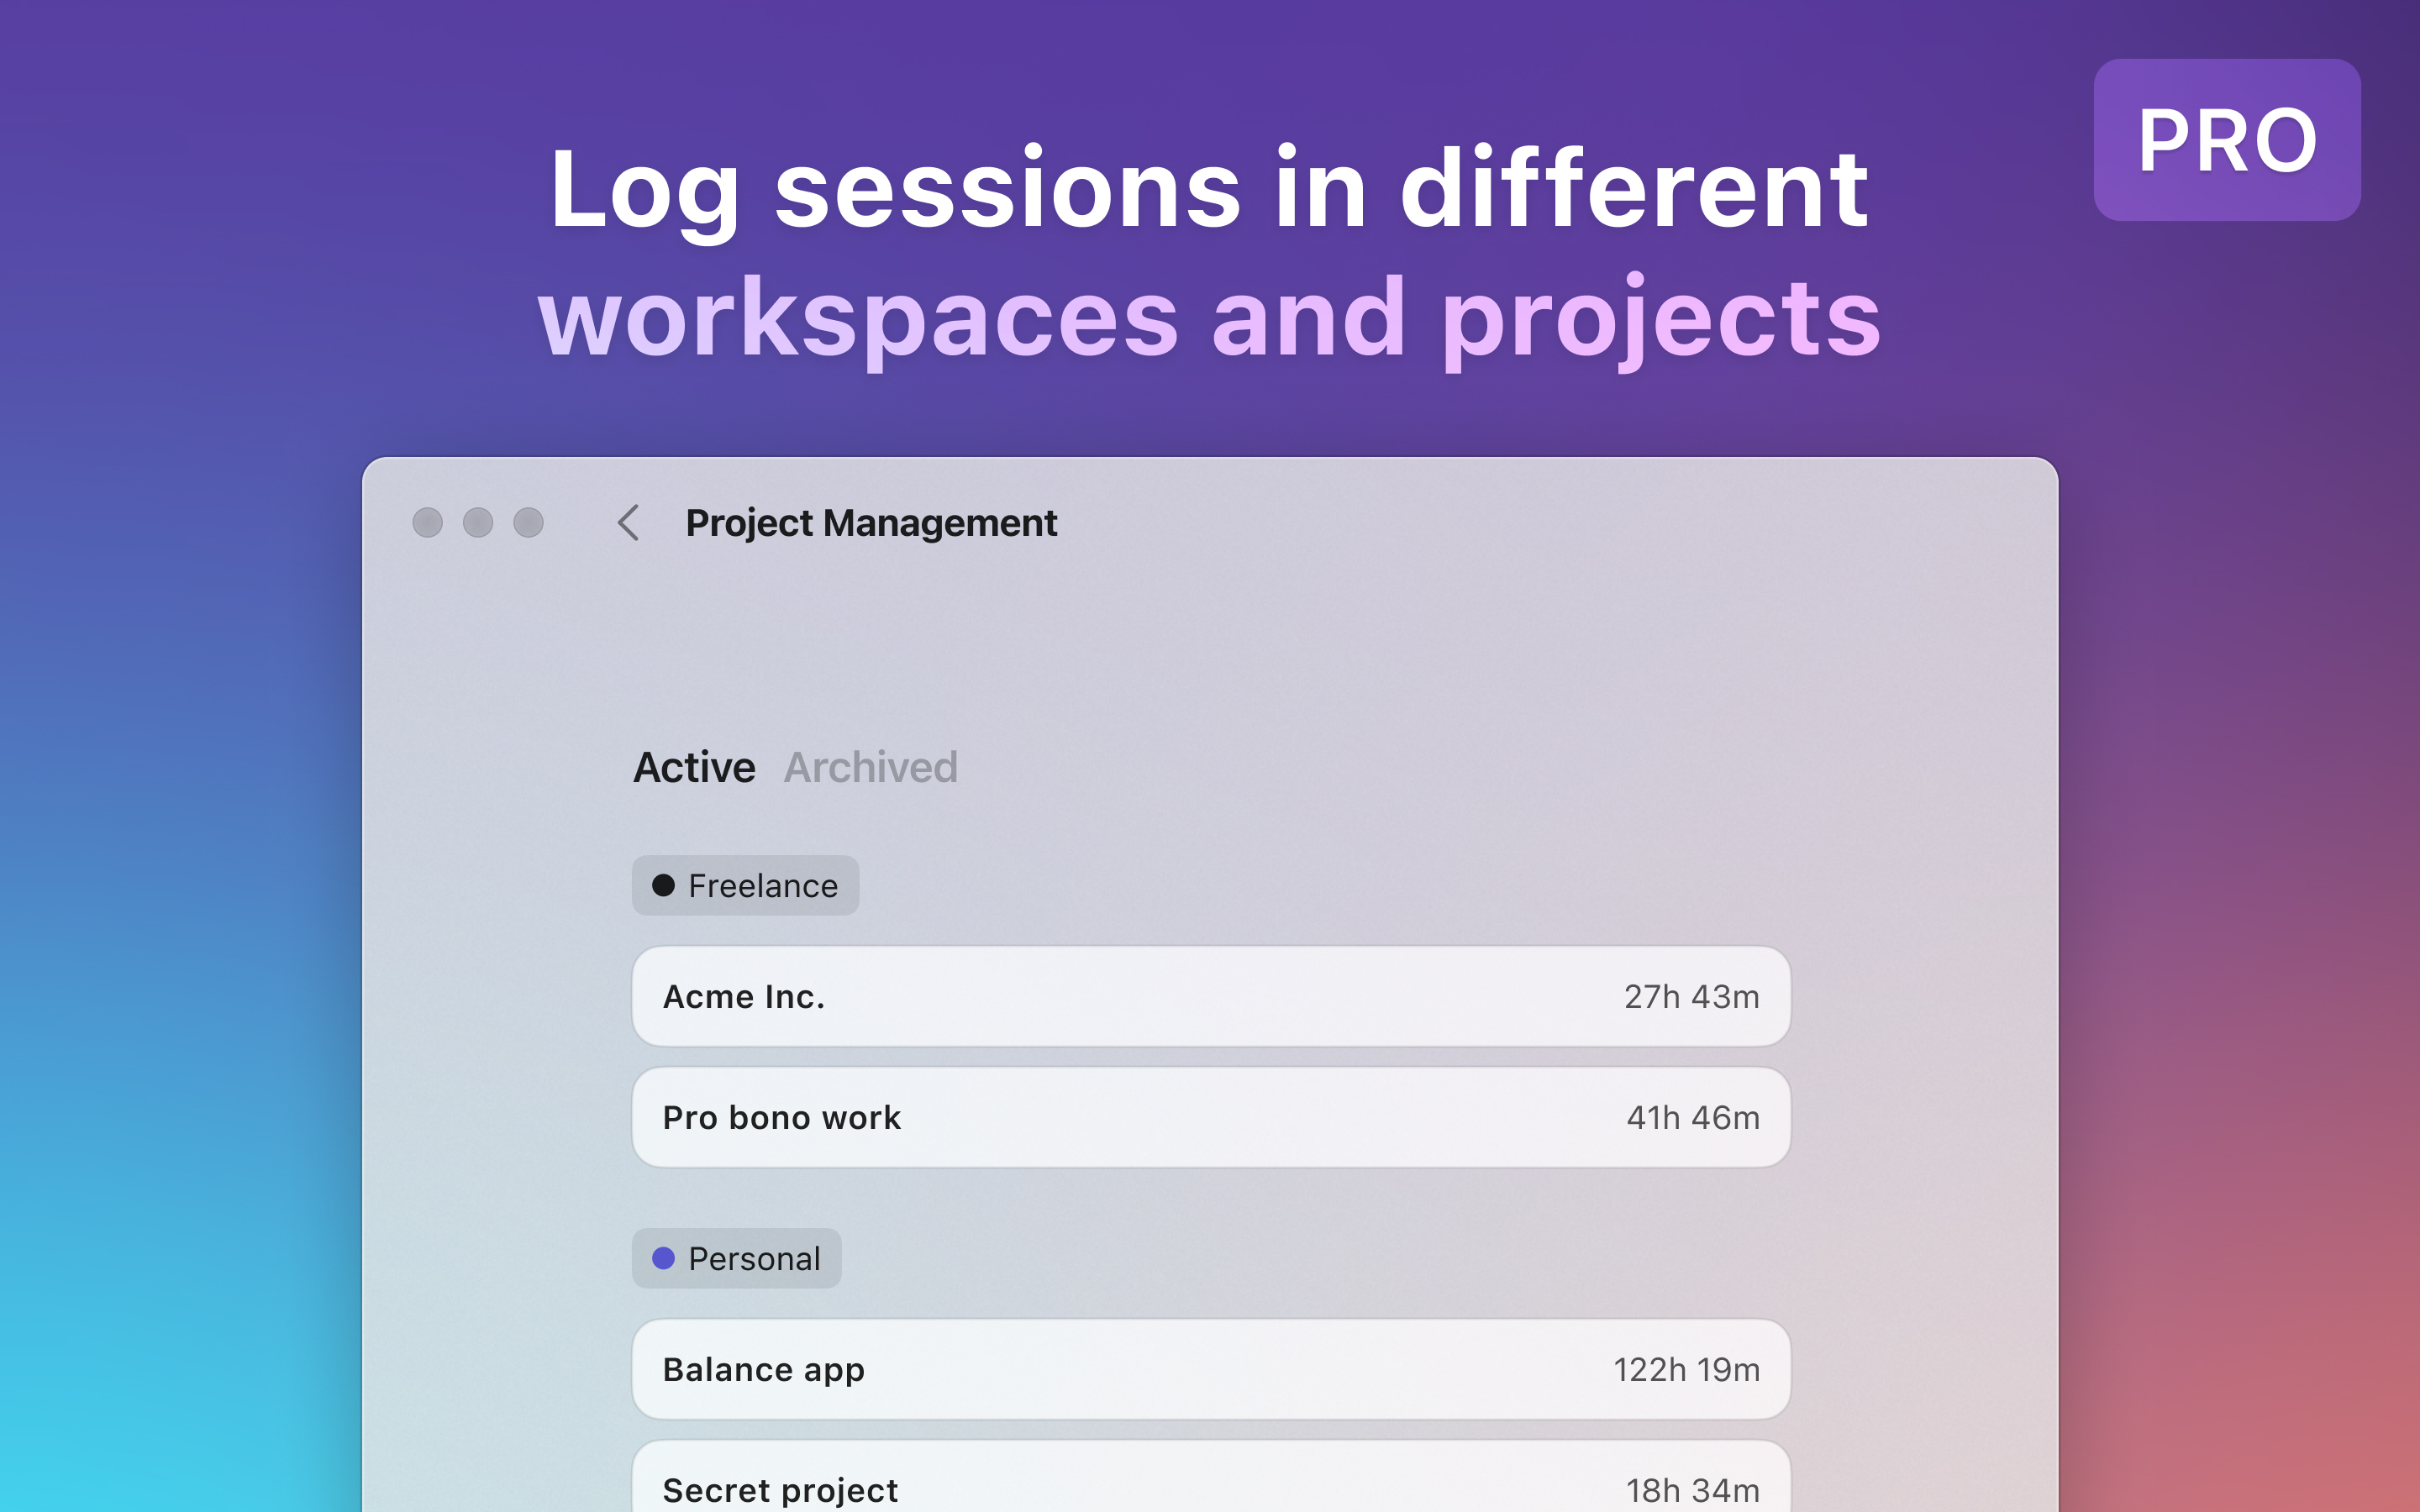 PRO
Log sessions in different
workspaces and projects
Project Management
Active Archived
Freelance
Acme Inc. 27h 43m
Pro bono work 41h 46m
Personal
Balance app 122h 19m
Secret project 18h 34m